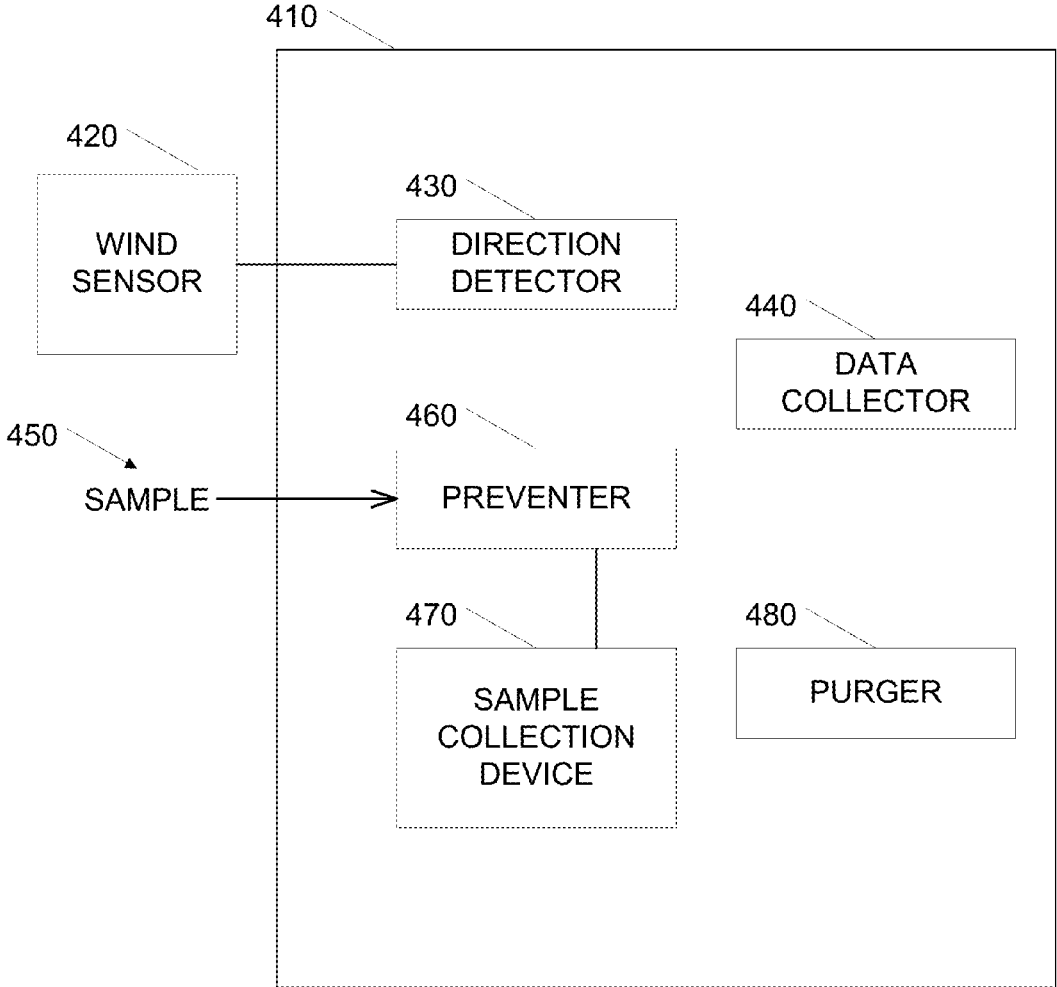 410
420
WIND
SENSOR
430
DIRECTION
DETECTOR
440
DATA
COLLECTOR
450
SAMPLE
460
PREVENTER
470
SAMPLE
COLLECTION
DEVICE
480
PURGER